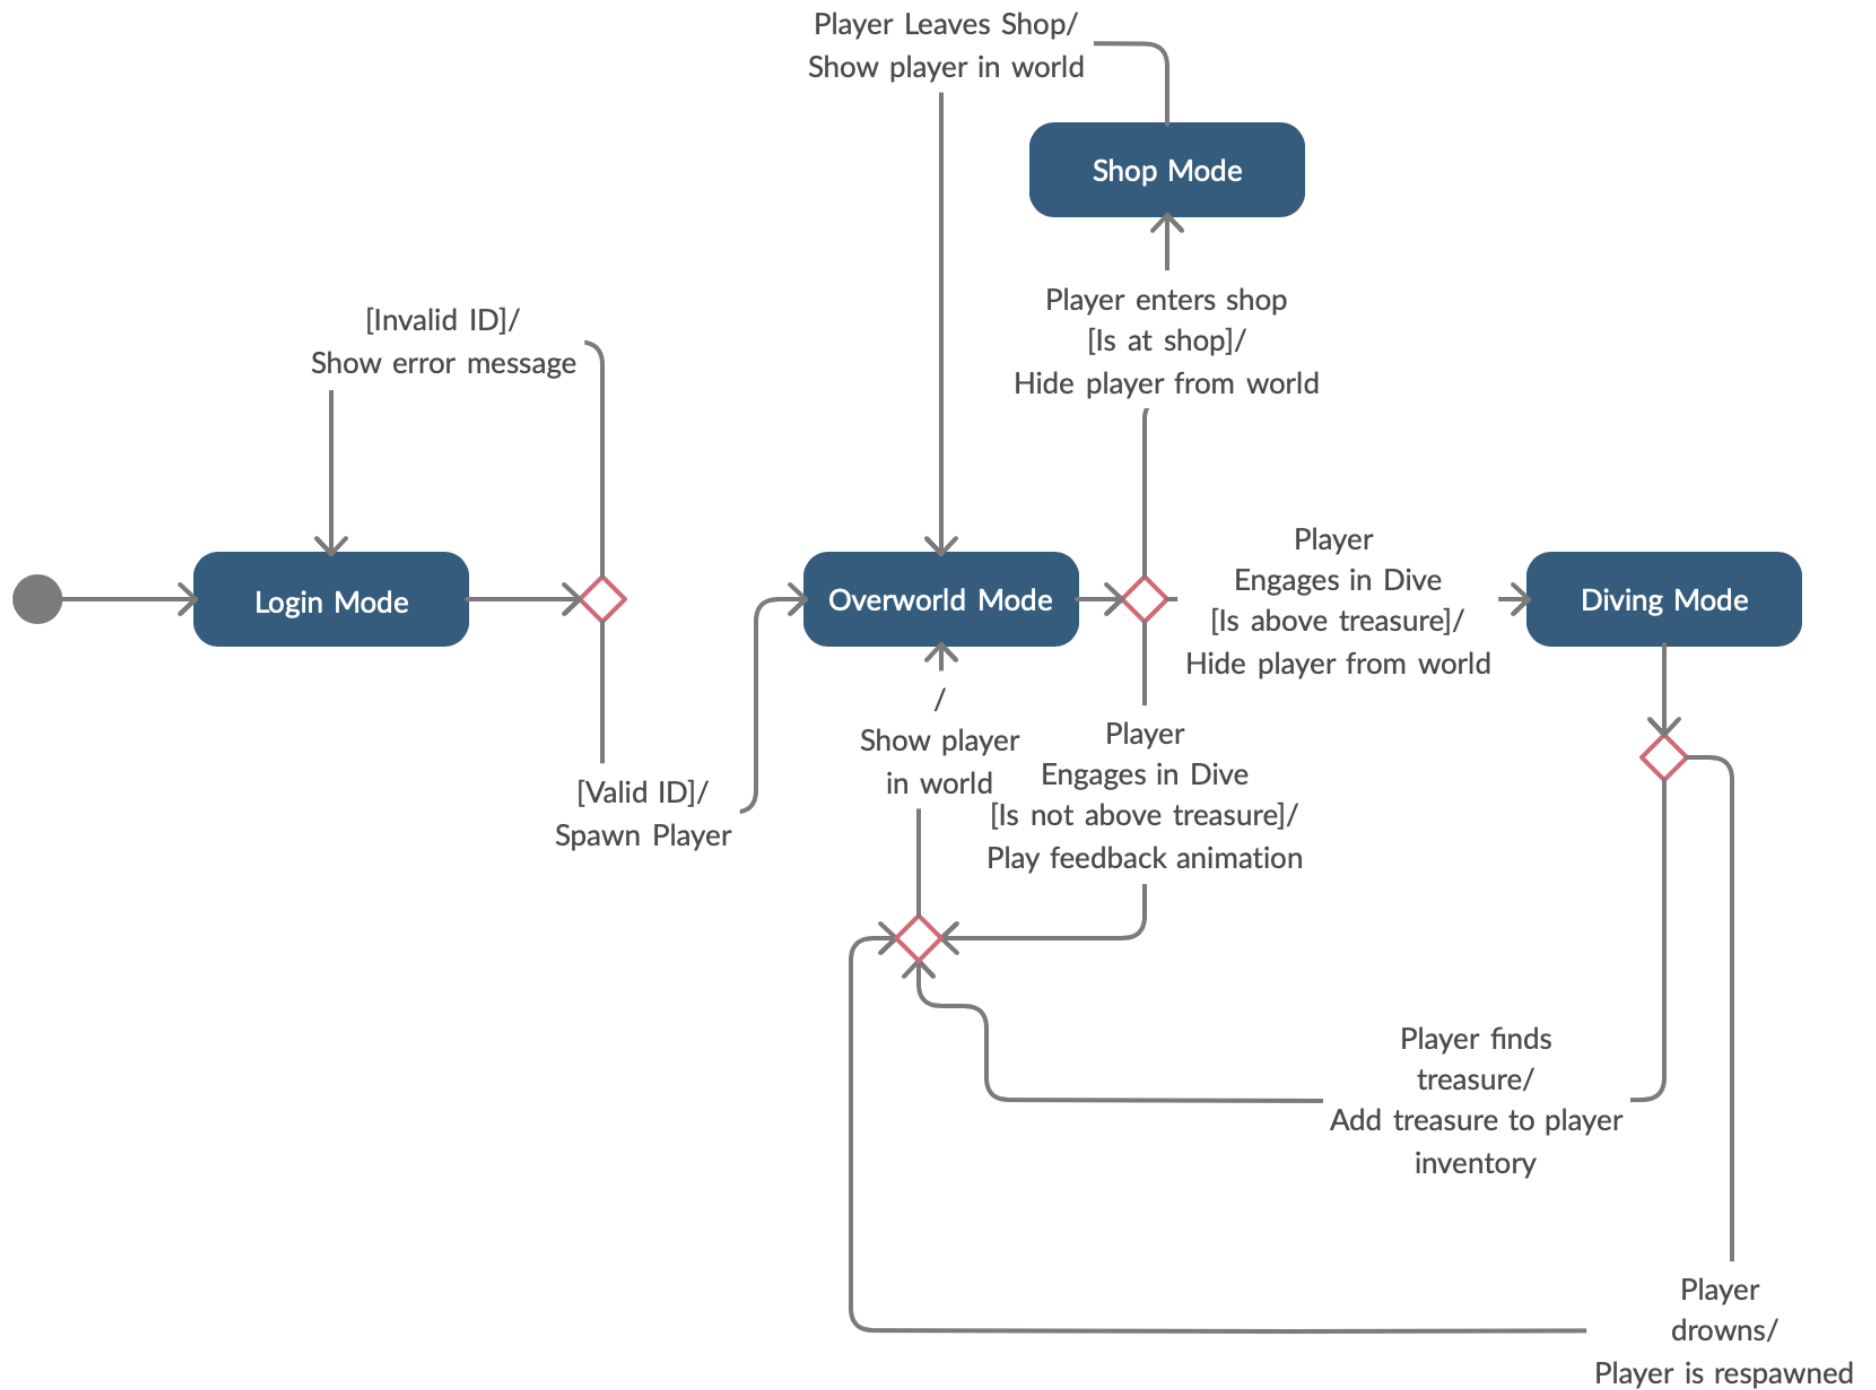 Player Leaves Shop/
Show player in world
Shop Mode
Player enters shop
[Is at shop]/
Hide player from world
[Invalid ID]/
Show error message
Login Mode
[Valid ID]/
Spawn Player
Overworld Mode
Player
Engages in Dive
[Is above treasure]/
Hide player from world
Diving Mode
/
Show player
in world
Player
Engages in Dive
[Is not above treasure]/
Play feedback animation
Player finds
treasure/
Add treasure to player
inventory
Player
drowns/
Player is respawned